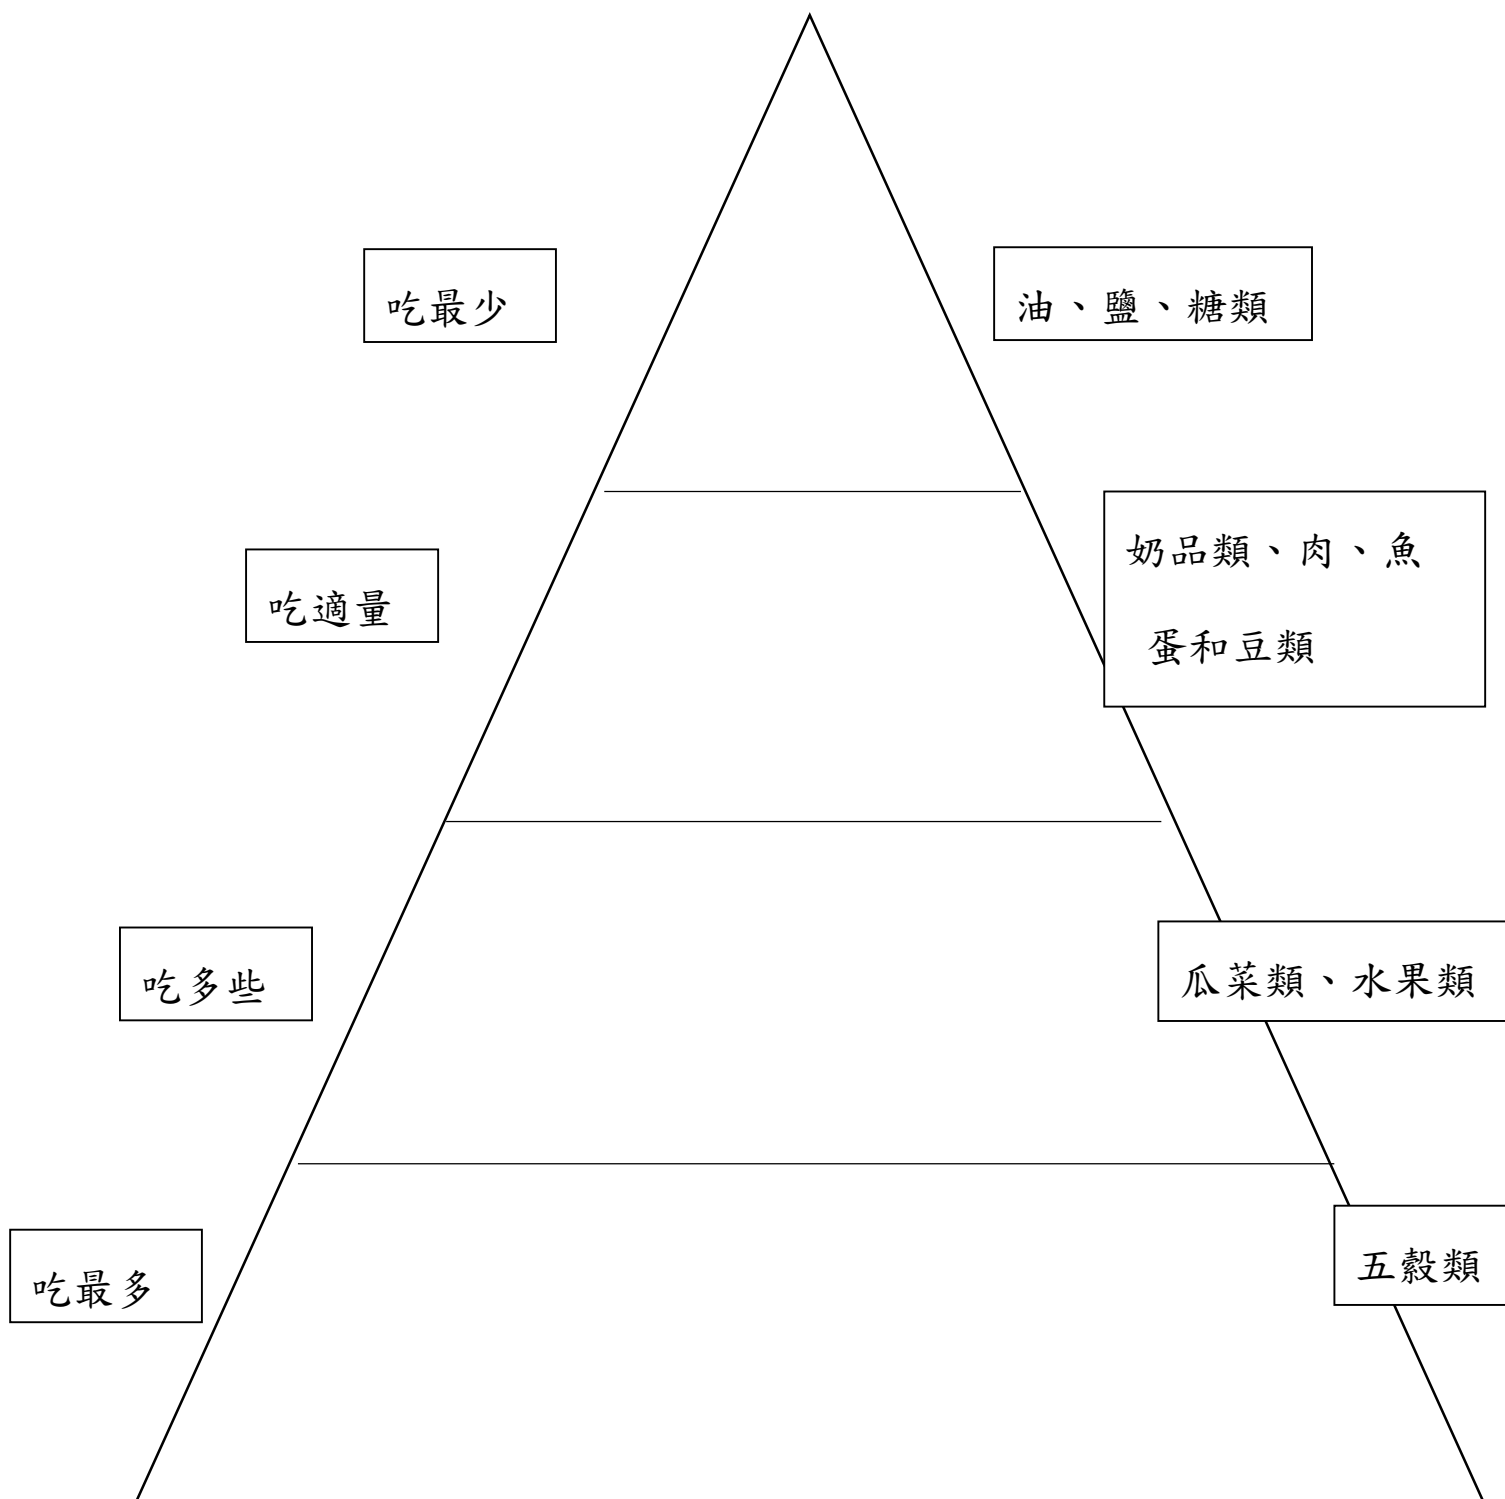 吃最少
油、鹽、糖類
奶品類、肉、魚
蛋和豆類
吃適量
吃多些
瓜菜類、水果類
吃最多
五穀類